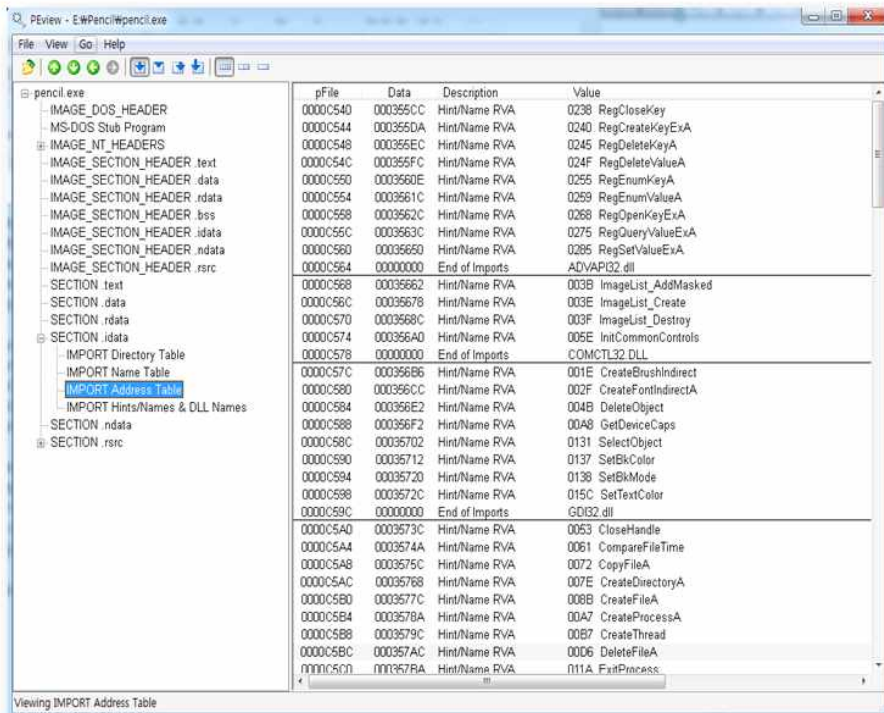 PEview - E:₩Pencil₩pencil.exe
File View Go Help
pencil.exe
IMAGE_DOS_HEADER
MS-DOS Stub Program
IMAGE_NT_HEADERS
IMAGE_SECTION_HEADER .text
IMAGE_SECTION_HEADER .data
IMAGE_SECTION_HEADER .rdata
IMAGE_SECTION_HEADER .bss
IMAGE_SECTION_HEADER .idata
IMAGE_SECTION_HEADER .ndata
IMAGE_SECTION_HEADER .rsrc
SECTION .text
SECTION .data
SECTION .rdata
SECTION .idata
IMPORT Directory Table
IMPORT Name Table
IMPORT Address Table
IMPORT Hints/Names & DLL Names
SECTION .ndata
SECTION .rsrc
pFile Data Description Value
0000C540 000355CC Hint/Name RVA 0238 RegCloseKey
0000C544 000355DA Hint/Name RVA 0240 RegCreateKeyExA
0000C548 000355EC Hint/Name RVA 0245 RegDeleteKeyA
0000C54C 000355FC Hint/Name RVA 024F RegDeleteValueA
0000C550 0003560E Hint/Name RVA 0255 RegEnumKeyA
0000C554 0003561C Hint/Name RVA 0259 RegEnumValueA
0000C558 0003562C Hint/Name RVA 0268 RegOpenKeyExA
0000C55C 0003563C Hint/Name RVA 0275 RegQueryValueExA
0000C560 00035650 Hint/Name RVA 0285 RegSetValueExA
0000C564 00000000 End of Imports ADVAPI32.dll
0000C568 00035662 Hint/Name RVA 003B ImageList_AddMasked
0000C56C 00035678 Hint/Name RVA 003E ImageList_Create
0000C570 0003568C Hint/Name RVA 003F ImageList_Destroy
0000C574 000356A0 Hint/Name RVA 005E InitCommonControls
0000C578 00000000 End of Imports COMCTL32.DLL
0000C57C 000356B6 Hint/Name RVA 001E CreateBrushIndirect
0000C580 000356CC Hint/Name RVA 002F CreateFontIndirectA
0000C584 000356E2 Hint/Name RVA 004B DeleteObject
0000C588 000356F2 Hint/Name RVA 00A8 GetDeviceCaps
0000C58C 00035702 Hint/Name RVA 0131 SelectObject
0000C590 00035712 Hint/Name RVA 0137 SetBkColor
0000C594 00035720 Hint/Name RVA 0138 SetBkMode
0000C598 0003572C Hint/Name RVA 015C SetTextColor
0000C59C 00000000 End of Imports GDI32.dll
0000C5A0 0003573C Hint/Name RVA 0053 CloseHandle
0000C5A4 0003574A Hint/Name RVA 0061 CompareFileTime
0000C5A8 0003575C Hint/Name RVA 0072 CopyFileA
0000C5AC 00035768 Hint/Name RVA 007E CreateDirectoryA
0000C5B0 0003577C Hint/Name RVA 008B CreateFileA
0000C5B4 0003578A Hint/Name RVA 00A7 CreateProcessA
0000C5B8 0003579C Hint/Name RVA 00B7 CreateThread
0000C5BC 000357AC Hint/Name RVA 00D6 DeleteFileA
0000C5C0 000357BA Hint/Name RVA 011A ExitProcess
Viewing IMPORT Address Table